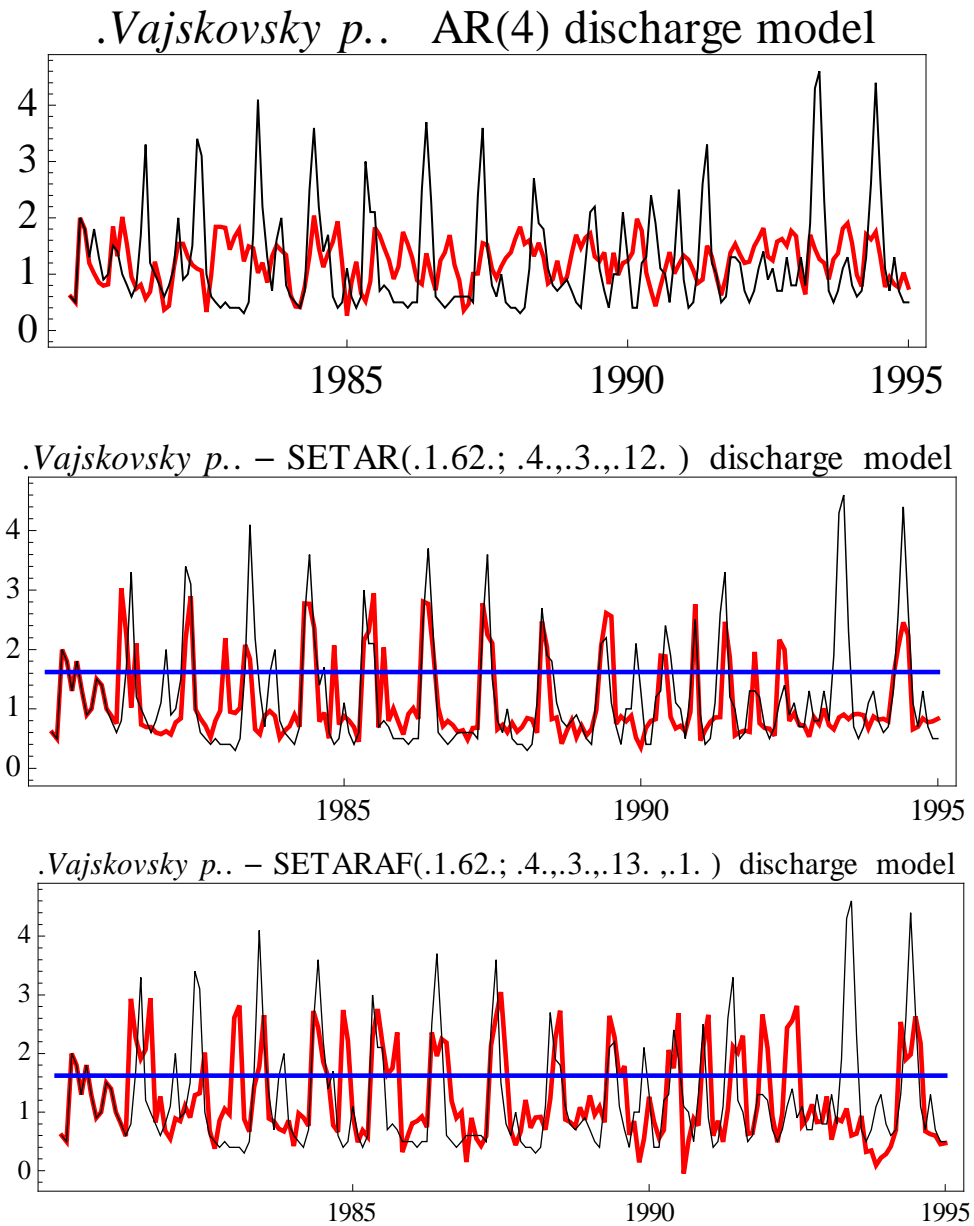 .Vajskovsky p.. AR(4) discharge model
4
3
2
1
0
1985 1990 1995
.Vajskovsky p.. – SETAR(.1.62.; .4.,.3.,.12. ) discharge model
4
3
2
1
0
1985 1990 1995
.Vajskovsky p.. – SETARAF(.1.62.; .4.,.3.,.13. ,.1. ) discharge model
4
3
2
1
0
1985 1990 1995